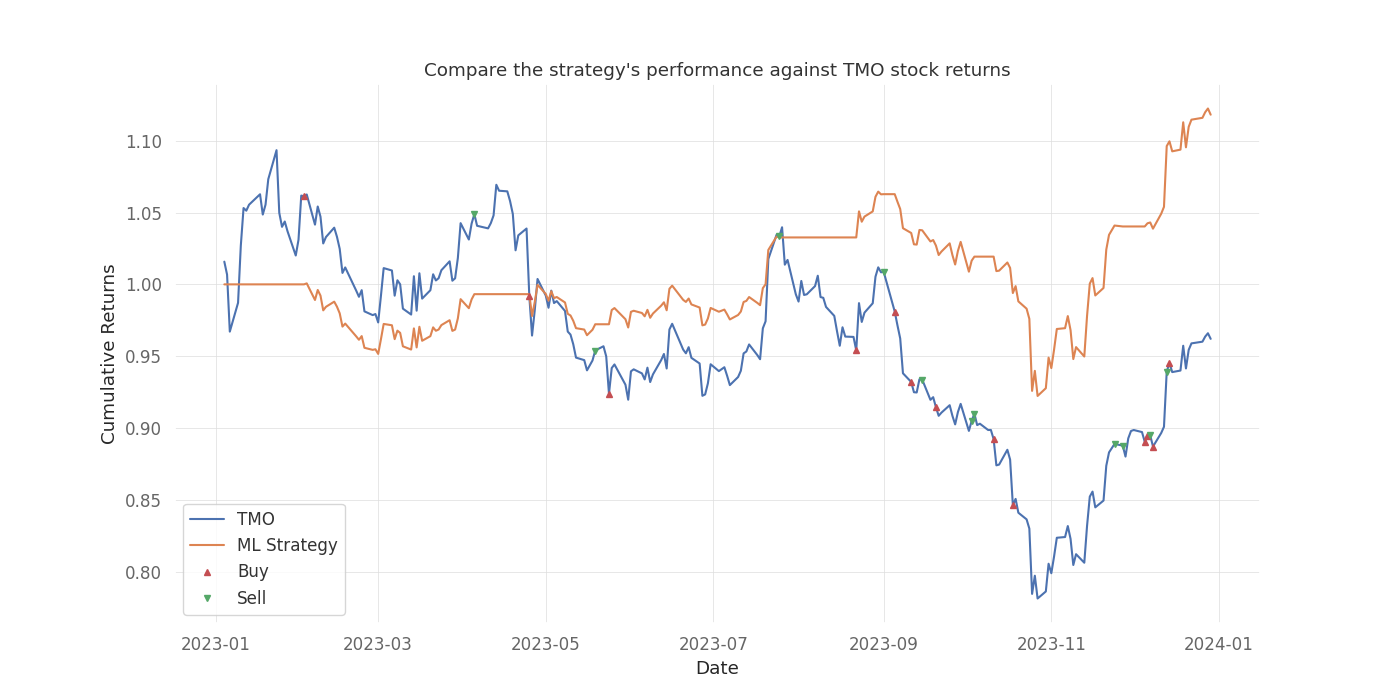 Compare the strategy's performance against TMO stock returns
Cumulative Returns
1.10
1.05
1.00
0.95
0.90
0.85
0.80
TMO
ML Strategy
Buy
Sell
2023-01 2023-03 2023-05 2023-07 2023-09 2023-11 2024-01
Date